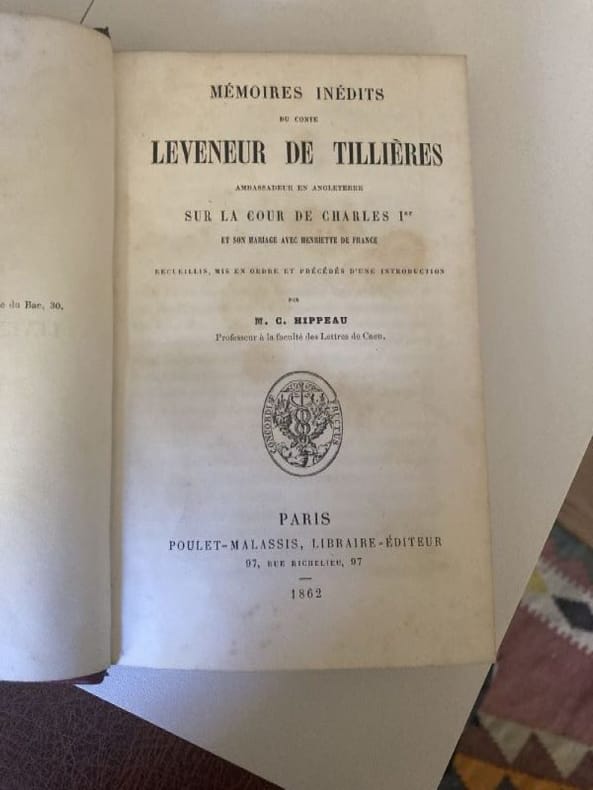 e du Bac, 30,
MÉMOIRES INÉDITS
DU COMTE
LEVENEUR DE TILLIÈRES
AMBASSADEUR EN ANGLETERRE
SUR LA COUR DE CHARLES Ier
ET SON MARIAGE AVEC HENRIETTE DE FRANCE
RECUEILLIS, MIS EN ORDRE ET PRÉCÉDÉS D'UNE INTRODUCTION
PAR
M. C. HIPPEAU
Professeur à la faculté des Lettres de Caen.
CONCORDIÆ FRUCTUS
PARIS
POULET-MALASSIS, LIBRAIRE-ÉDITEUR
97, RUE RICHELIEU, 97
1862